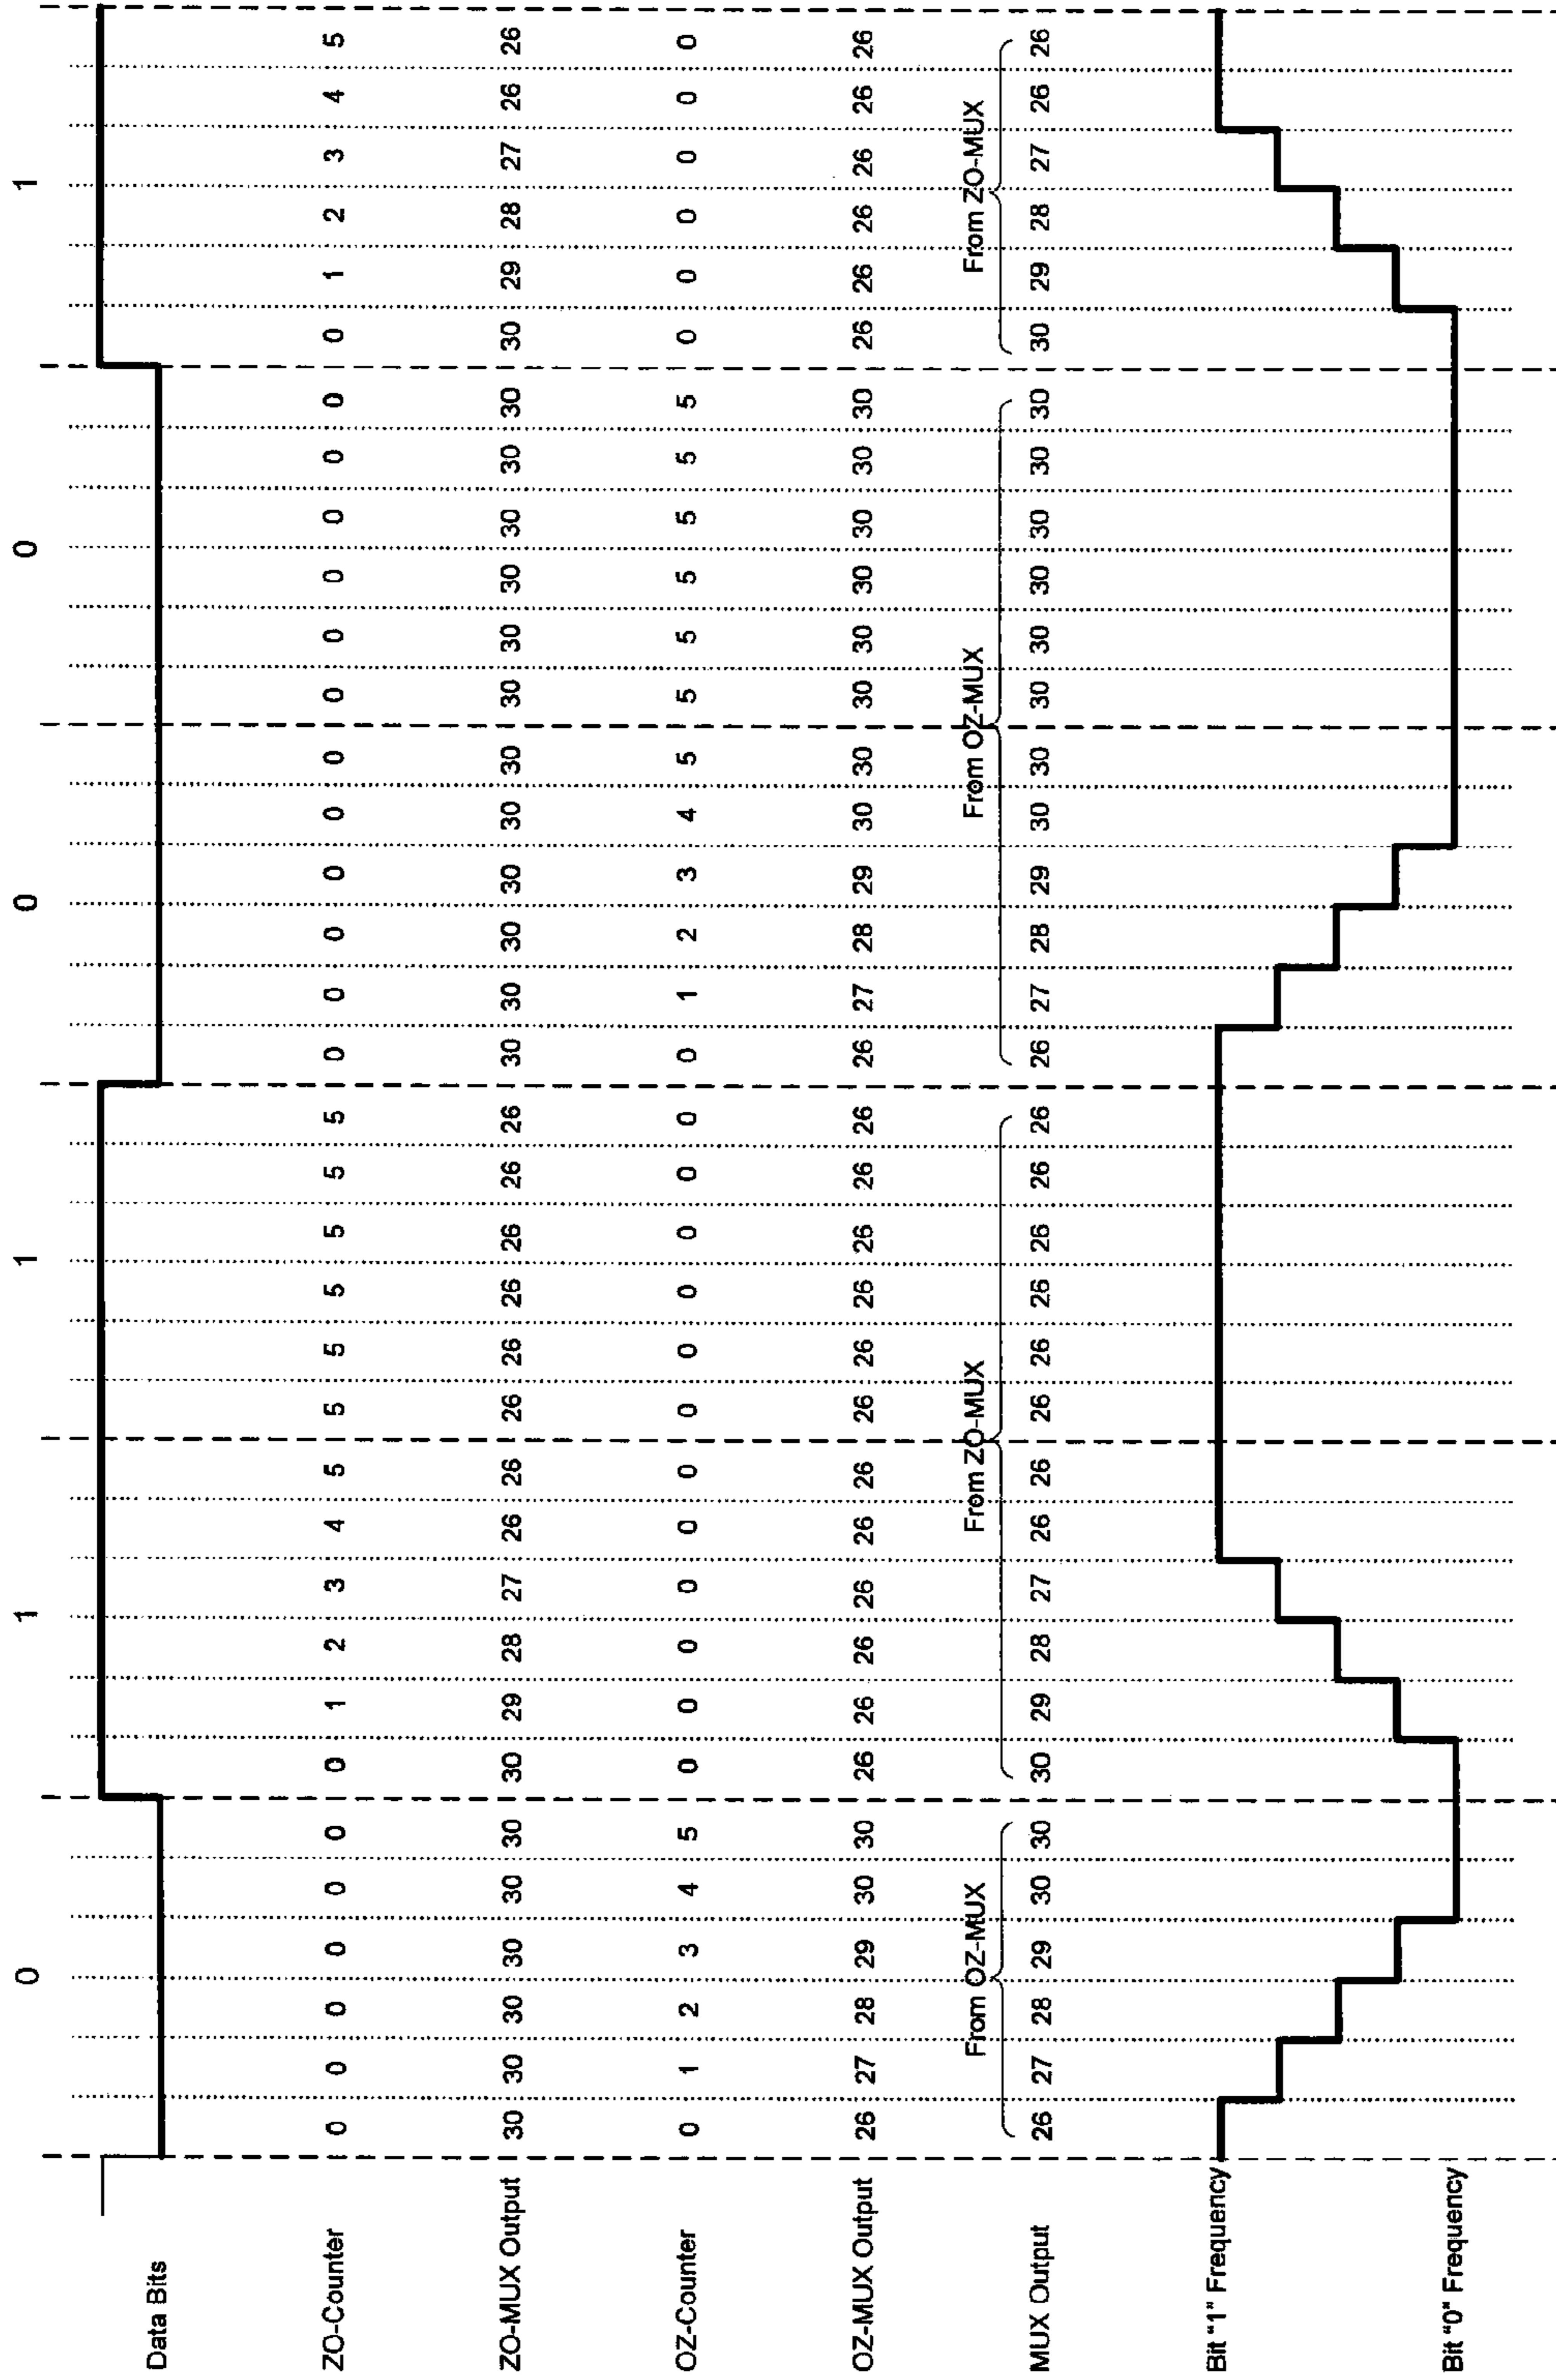 0 1 1 0 0 1
Data Bits
ZO-Counter 0 0 0 0 0 0 0 1 2 3 4 5 5 5 5 5 5 5 0 0 0 0 0 0 0 0 0 0 0 0 0 1 2 3 4 5
ZO-MUX Output 30 30 30 30 30 30 30 29 28 27 26 26 26 26 26 26 26 26 30 30 30 30 30 30 30 30 30 30 30 30 30 29 28 27 26 26
OZ-Counter 0 1 2 3 4 5 0 0 0 0 0 0 0 0 0 0 0 0 0 1 2 3 4 5 5 5 5 5 5 5 0 0 0 0 0 0
OZ-MUX Output 26 27 28 29 30 30 26 26 26 26 26 26 26 26 26 26 26 26 26 27 28 29 30 30 30 30 30 30 30 30 26 26 26 26 26 26
From OZ-MUX From ZO-MUX From OZ-MUX From ZO-MUX
MUX Output 26 27 28 29 30 30 30 29 28 27 26 26 26 26 26 26 26 26 26 27 28 29 30 30 30 30 30 30 30 30 30 29 28 27 26 26
Bit "1" Frequency
Bit "0" Frequency